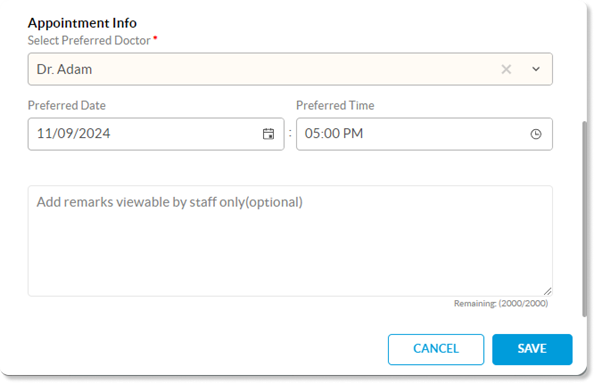 Appointment Info
Select Preferred Doctor *
Dr. Adam
Preferred Date Preferred Time
11/09/2024 : 05:00 PM
Add remarks viewable by staff only(optional)
Remaining: (2000/2000)
CANCEL SAVE